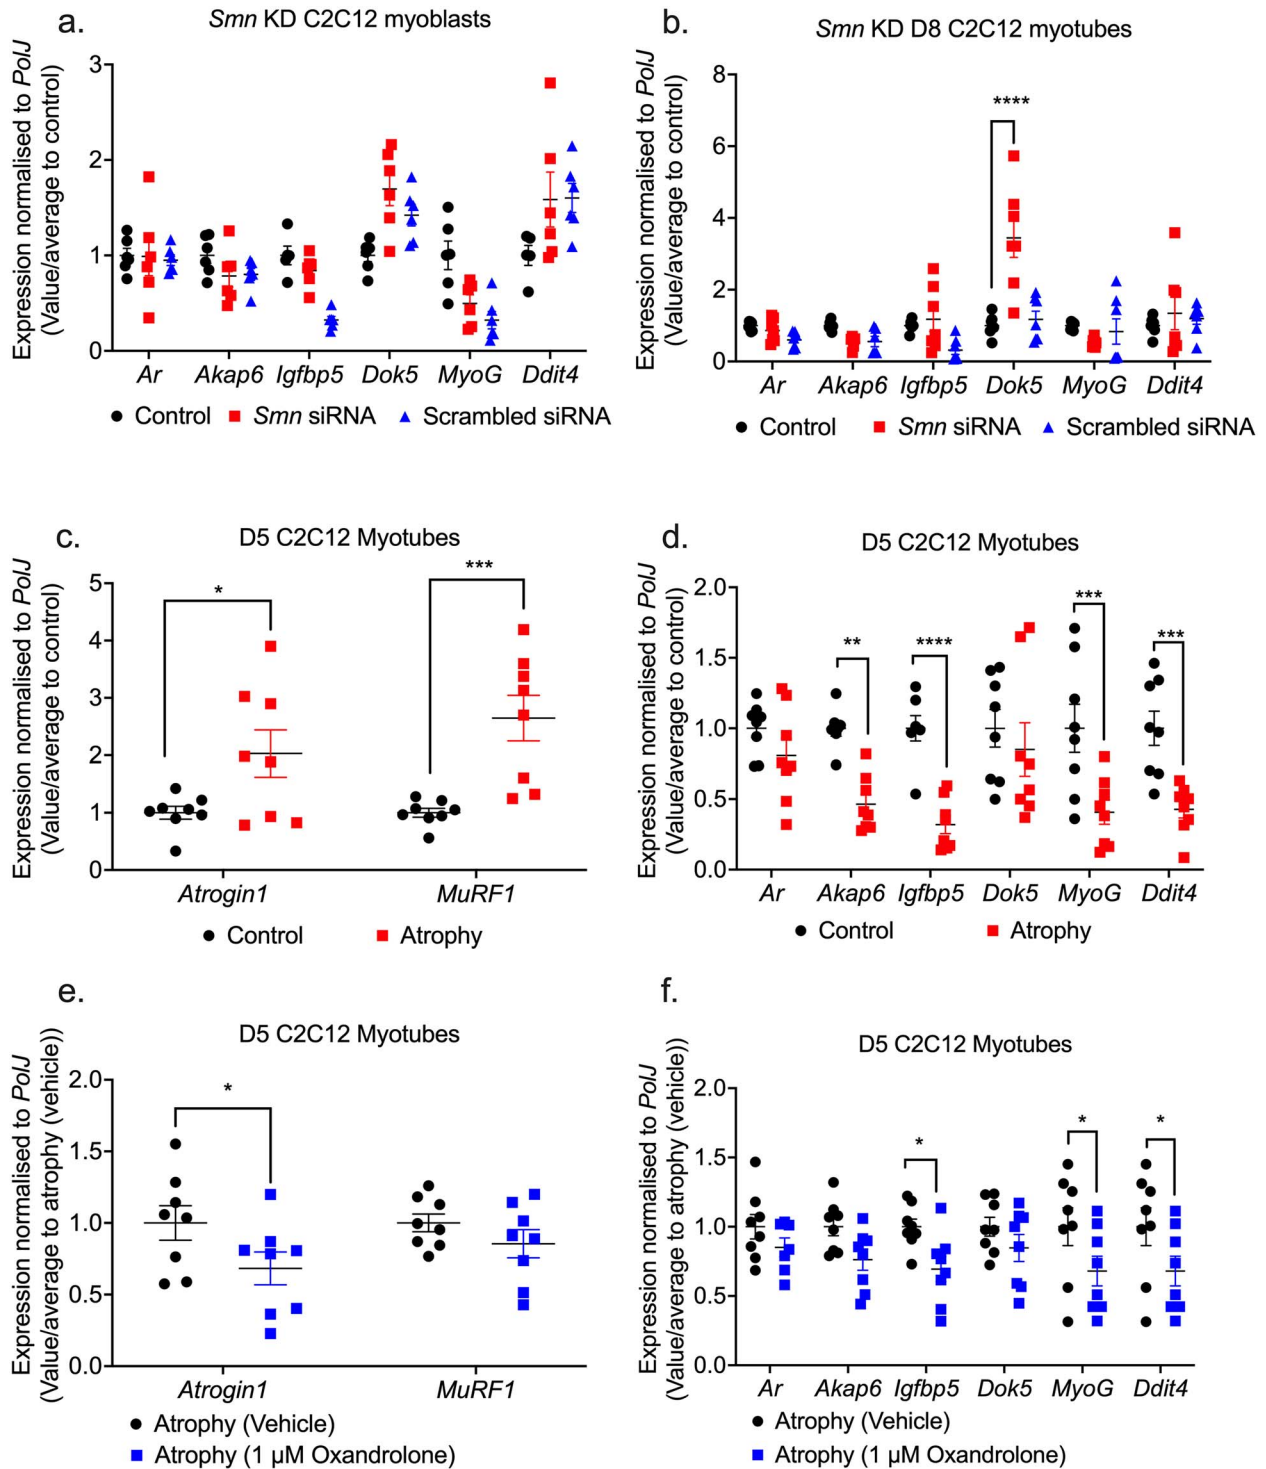 a.
Smn KD C2C12 myoblasts
Expression normalised to PolJ
(Value/average to control)
3
2
1
0
Ar Akap6 Igfbp5 Dok5 MyoG Ddit4
Control Smn siRNA Scrambled siRNA
b.
Smn KD D8 C2C12 myotubes
Expression normalised to PolJ
(Value/average to control)
8
6
4
2
0
****
Ar Akap6 Igfbp5 Dok5 MyoG Ddit4
Control Smn siRNA Scrambled siRNA
c.
D5 C2C12 Myotubes
Expression normalised to PolJ
(Value/average to control)
5
4
3
2
1
0
* ***
Atrogin1 MuRF1
Control Atrophy
d.
D5 C2C12 Myotubes
Expression normalised to PolJ
(Value/average to control)
2.0
1.5
1.0
0.5
0.0
** **** *** ***
Ar Akap6 Igfbp5 Dok5 MyoG Ddit4
Control Atrophy
e.
D5 C2C12 Myotubes
Expression normalised to PolJ
(Value/average to atrophy (vehicle))
2.0
1.5
1.0
0.5
0.0
*
Atrogin1 MuRF1
Atrophy (Vehicle)
Atrophy (1 µM Oxandrolone)
f.
D5 C2C12 Myotubes
Expression normalised to PolJ
(Value/average to atrophy (vehicle))
2.0
1.5
1.0
0.5
0.0
* * *
Ar Akap6 Igfbp5 Dok5 MyoG Ddit4
Atrophy (Vehicle)
Atrophy (1 µM Oxandrolone)